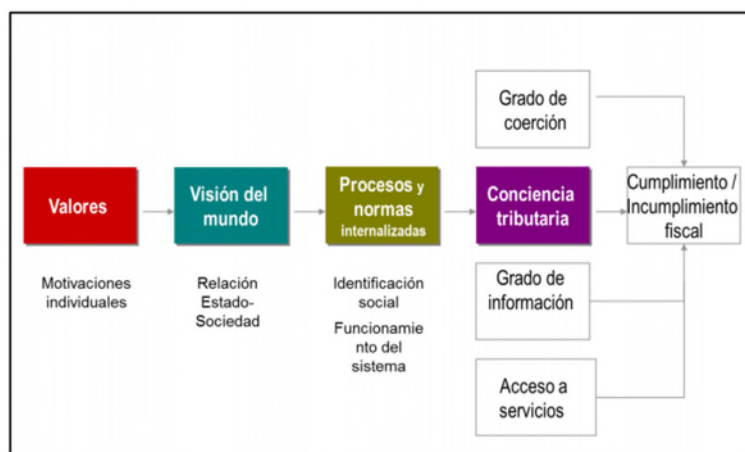 Grado de
coerción
Valores
Visión del
mundo
Procesos y
normas
internalizadas
Conciencia
tributaria
Cumplimiento /
Incumplimiento
fiscal
Motivaciones
individuales
Relación
Estado-
Sociedad
Identificación
social
Funcionamie
nto del
sistema
Grado de
información
Acceso a
servicios